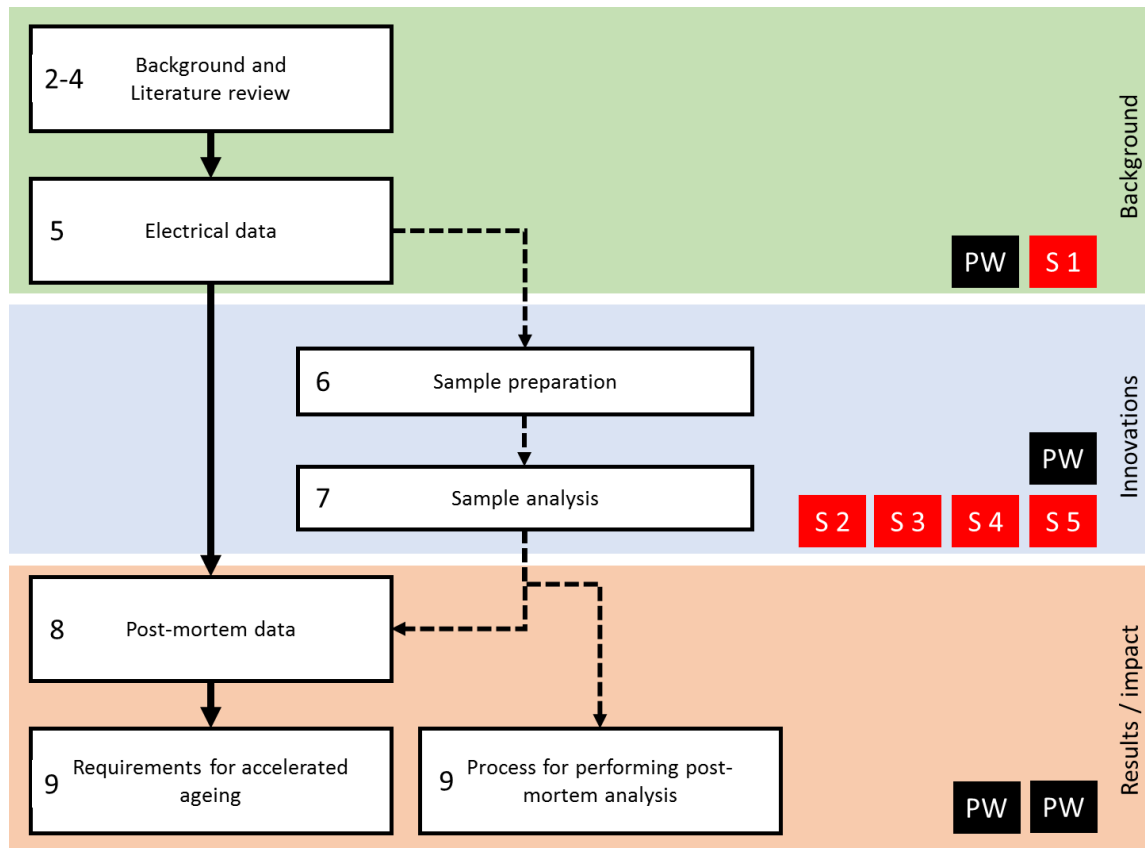 2-4
Background and
Literature review
5
Electrical data
Background
PW
S 1
6
Sample preparation
7
Sample analysis
Innovations
PW
S 2
S 3
S 4
S 5
8
Post-mortem data
9
Requirements for accelerated
ageing
9
Process for performing post-
mortem analysis
Results / impact
PW
PW